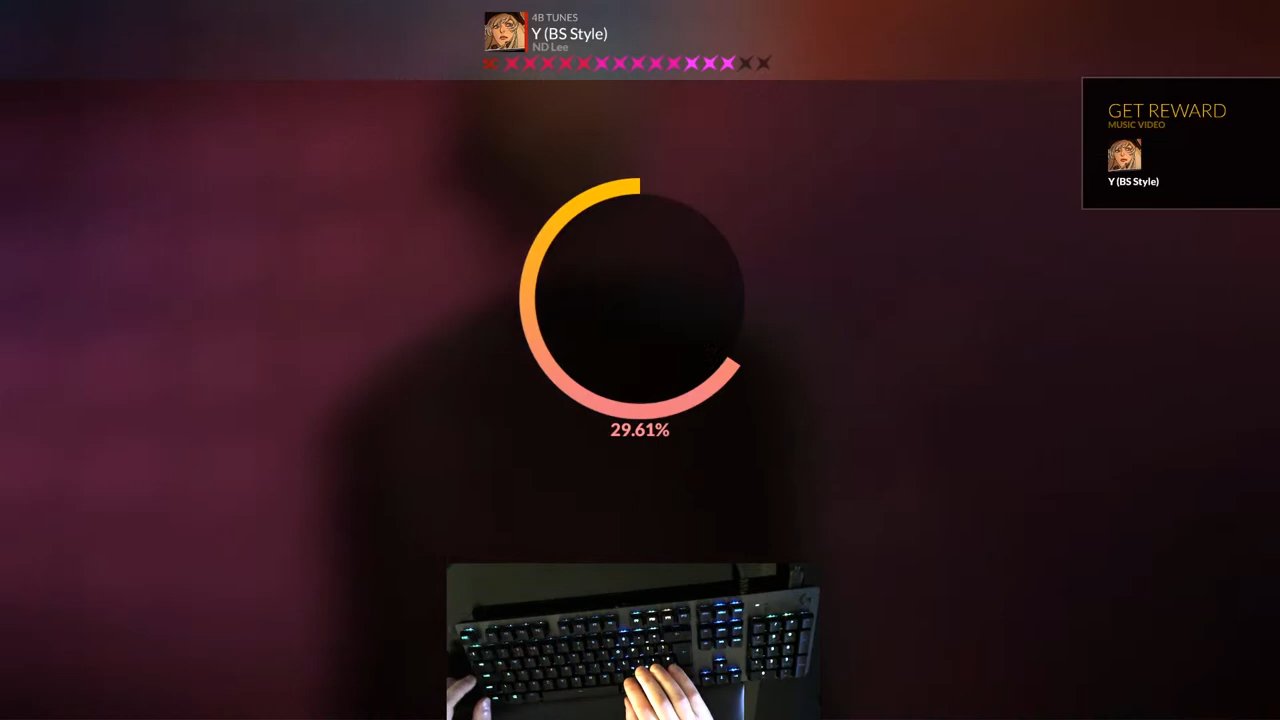 4B TUNES
Y (BS Style)
ND Lee
GET REWARD
MUSIC VIDEO
Y (BS Style)
29.61%